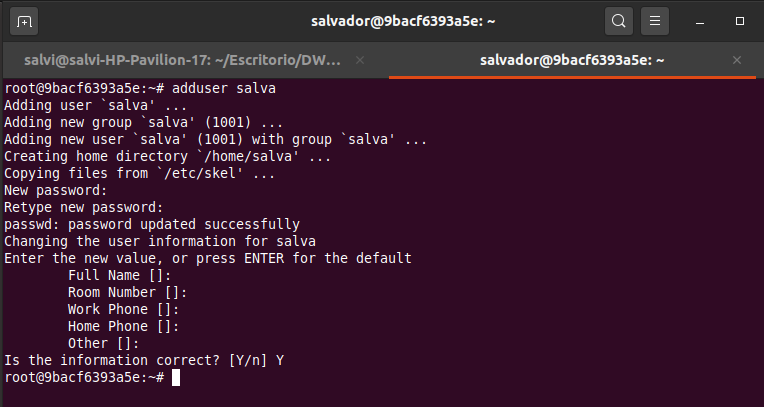 salvador@9bacf6393a5e: ~
salvi@salvi-HP-Pavilion-17: ~/Escritorio/DW...
salvador@9bacf6393a5e: ~
root@9bacf6393a5e:~# adduser salva
Adding user `salva' ...
Adding new group `salva' (1001) ...
Adding new user `salva' (1001) with group `salva' ...
Creating home directory `/home/salva' ...
Copying files from `/etc/skel' ...
New password:
Retype new password:
passwd: password updated successfully
Changing the user information for salva
Enter the new value, or press ENTER for the default
        Full Name []:
        Room Number []:
        Work Phone []:
        Home Phone []:
        Other []:
Is the information correct? [Y/n] Y
root@9bacf6393a5e:~#